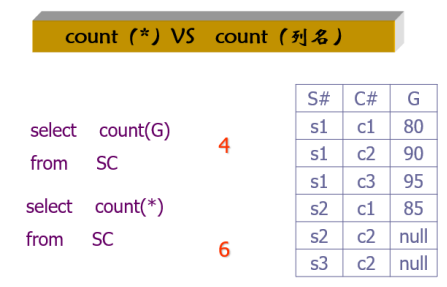 count (*) VS count (列名)
select count(G)
from SC
4
select count(*)
from SC
6
S# C# G
s1 c1 80
s1 c2 90
s1 c3 95
s2 c1 85
s2 c2 null
s3 c2 null